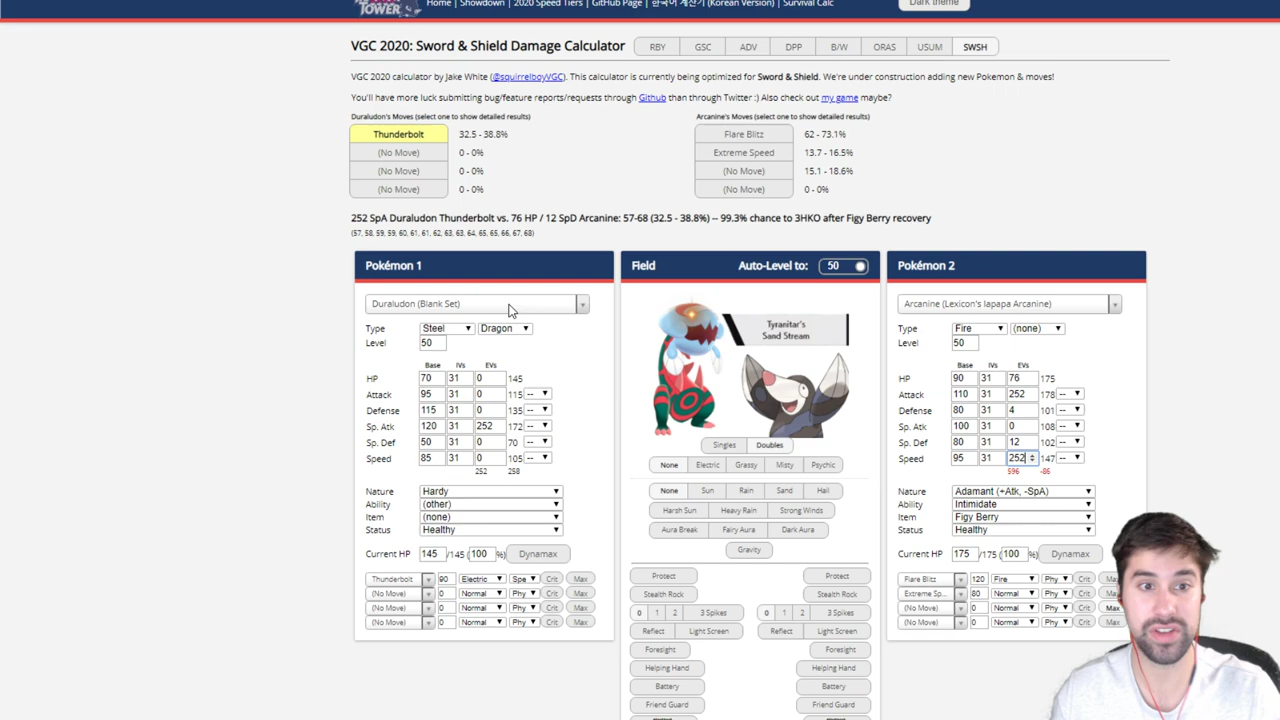 TOWER
Home | Showdown | 2020 Speed Tiers | GitHub Page | 한국어 계산기 (Korean Version) | Survival Calc
Dark theme
VGC 2020: Sword & Shield Damage Calculator
RBY GSC ADV DPP B/W ORAS USUM SWSH
VGC 2020 calculator by Jake White (@squirrelboyVGC). This calculator is currently being optimized for Sword & Shield. We're under construction adding new Pokemon & moves!
You'll have more luck submitting bug/feature reports/requests through Github than through Twitter :) Also check out my game maybe?
Duraludon's Moves (select one to show detailed results)
Thunderbolt 32.5 - 38.8%
(No Move) 0 - 0%
(No Move) 0 - 0%
(No Move) 0 - 0%
Arcanine's Moves (select one to show detailed results)
Flare Blitz 62 - 73.1%
Extreme Speed 13.7 - 16.5%
(No Move) 15.1 - 18.6%
(No Move) 0 - 0%
252 SpA Duraludon Thunderbolt vs. 76 HP / 12 SpD Arcanine: 57-68 (32.5 - 38.8%) -- 99.3% chance to 3HKO after Figy Berry recovery
(57, 58, 59, 59, 60, 61, 61, 62, 63, 63, 64, 65, 65, 66, 67, 68)
Pokémon 1
Duraludon (Blank Set)
Type Steel Dragon
Level 50
Base IVs EVs
HP 70 31 0 145
Attack 95 31 0 115 --
Defense 115 31 0 135 --
Sp. Atk 120 31 252 172 --
Sp. Def 50 31 0 70 --
Speed 85 31 0 105 --
252 258
Nature Hardy
Ability (other)
Item (none)
Status Healthy
Current HP 145 /145 (100 %) Dynamax
Thunderbolt 90 Electric Spe Crit Max
(No Move) 0 Normal Phy Crit Max
(No Move) 0 Normal Phy Crit Max
(No Move) 0 Normal Phy Crit Max
Field Auto-Level to: 50
Tyranitar's
Sand Stream
Singles Doubles
None Electric Grassy Misty Psychic
None Sun Rain Sand Hail
Harsh Sun Heavy Rain Strong Winds
Aura Break Fairy Aura Dark Aura
Gravity
Protect Protect
Stealth Rock Stealth Rock
0 1 2 3 Spikes 0 1 2 3 Spikes
Reflect Light Screen Reflect Light Screen
Foresight Foresight
Helping Hand Helping Hand
Battery Battery
Friend Guard Friend Guard
Pokémon 2
Arcanine (Lexicon's Iapapa Arcanine)
Type Fire (none)
Level 50
Base IVs EVs
HP 90 31 76 175
Attack 110 31 252 178 --
Defense 80 31 4 101 --
Sp. Atk 100 31 0 108 --
Sp. Def 80 31 12 102 --
Speed 95 31 252 147 --
596 -86
Nature Adamant (+Atk, -SpA)
Ability Intimidate
Item Figy Berry
Status Healthy
Current HP 175 /175 (100 %) Dynamax
Flare Blitz 120 Fire Phy Crit Ma
Extreme Sp... 80 Normal Phy Crit Ma
(No Move) 0 Normal Phy Crit Ma
(No Move) 0 Normal Phy Crit